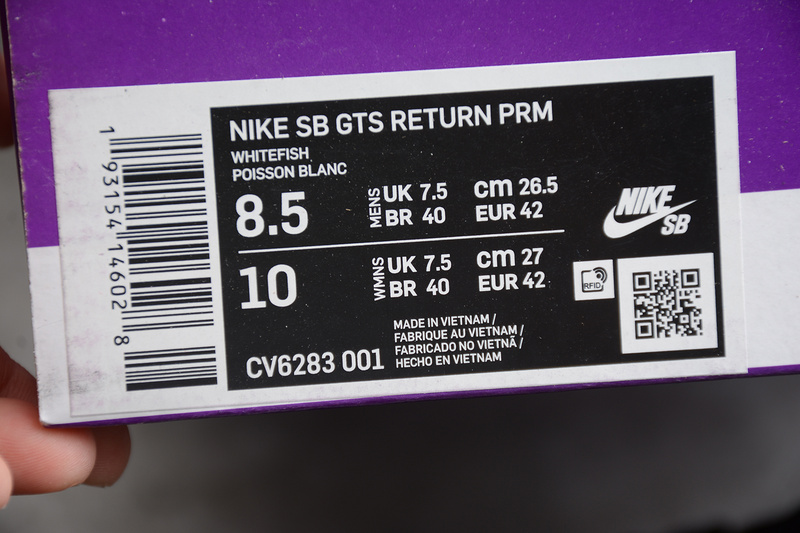 NIKE SB GTS RETURN PRM
WHITEFISH
POISSON BLANC
8.5
MENS
UK 7.5 cm 26.5
BR 40 EUR 42
10
WMNS
UK 7.5 cm 27
BR 40 EUR 42
CV6283 001
MADE IN VIETNAM /
FABRIQUE AU VIETNAM /
FABRICADO NO VIETNÃ /
HECHO EN VIETNAM
NIKE
SB
RFID
1 93154 14602 8